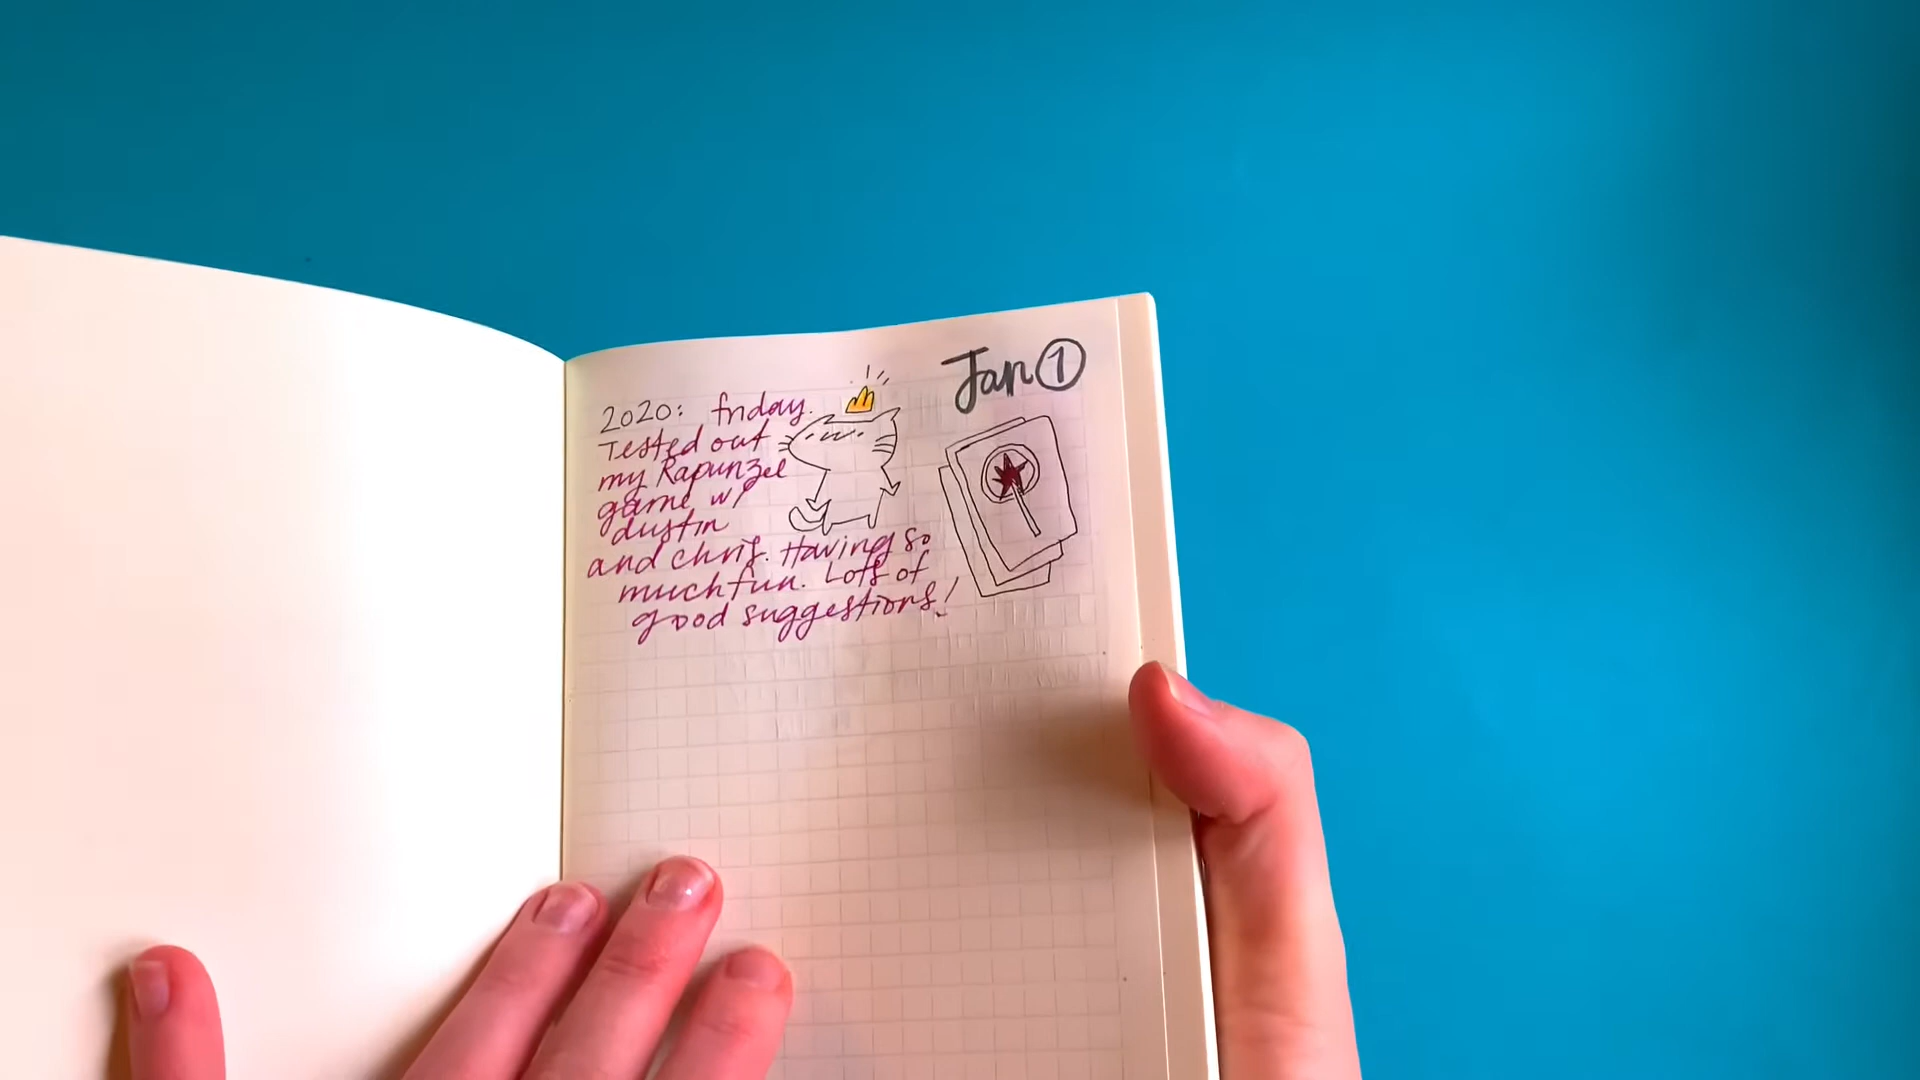 Jan 1
2020: friday.
Tested out
my Rapunzel
game w/
dustin
and chris. Having so
much fun. Lots of
good suggestions!